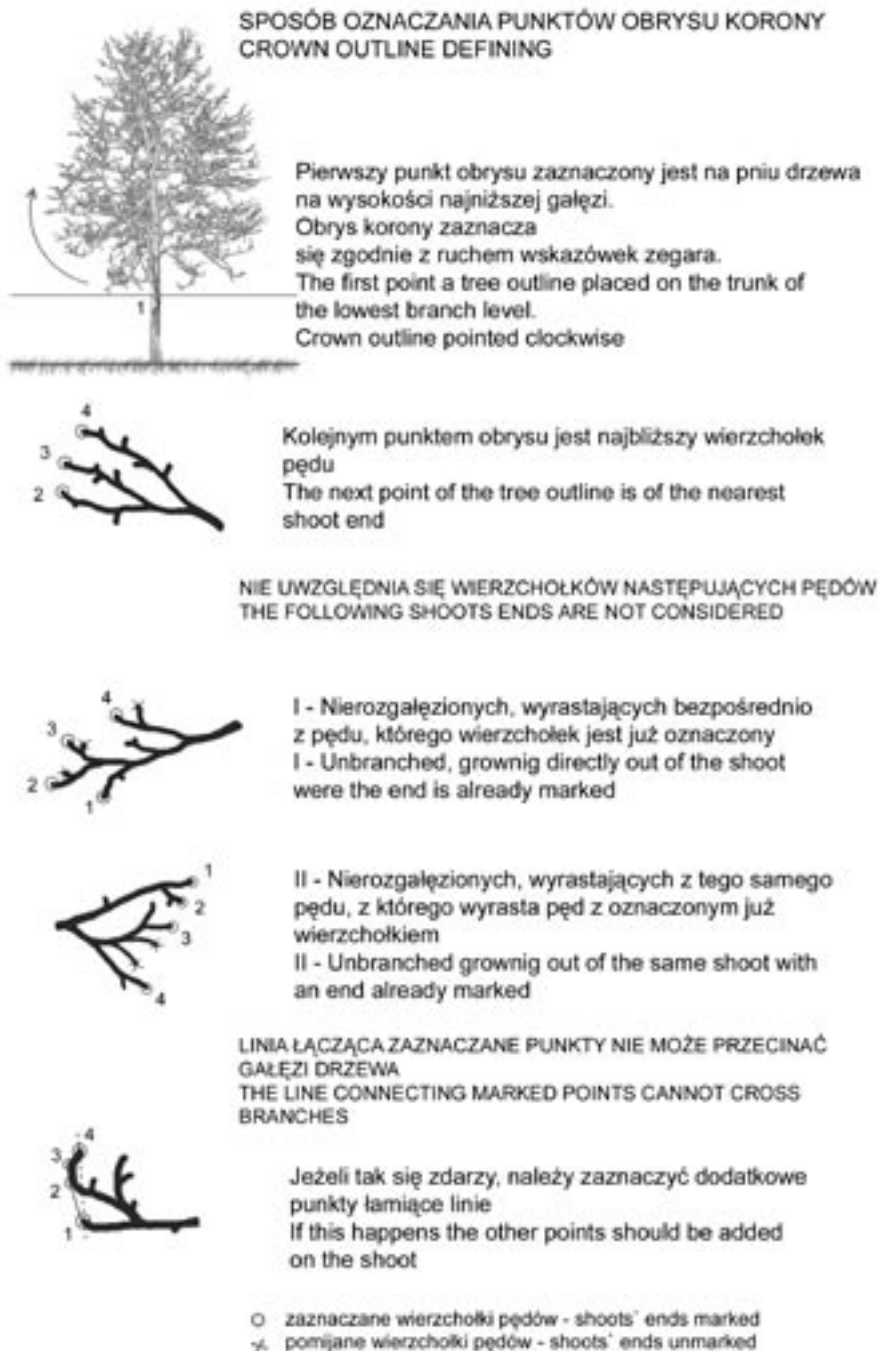 SPOSÓB OZNACZANIA PUNKTÓW OBRYSU KORONY
CROWN OUTLINE DEFINING
Pierwszy punkt obrysu zaznaczony jest na pniu drzewa
na wysokości najniższej gałęzi.
Obrys korony zaznacza
się zgodnie z ruchem wskazówek zegara.
The first point a tree outline placed on the trunk of
the lowest branch level.
Crown outline pointed clockwise
1
4
3
2
Kolejnym punktem obrysu jest najbliższy wierzchołek
pędu
The next point of the tree outline is of the nearest
shoot end
NIE UWZGLĘDNIA SIĘ WIERZCHOŁKÓW NASTĘPUJĄCYCH PĘDÓW
THE FOLLOWING SHOOTS ENDS ARE NOT CONSIDERED
4
3
2
1
I - Nierozgałęzionych, wyrastających bezpośrednio
z pędu, którego wierzchołek jest już oznaczony
I - Unbranched, grownig directly out of the shoot
were the end is already marked
1
2
3
4
II - Nierozgałęzionych, wyrastających z tego samego
pędu, z którego wyrasta pęd z oznaczonym już
wierzchołkiem
II - Unbranched grownig out of the same shoot with
an end already marked
LINIA ŁĄCZĄCA ZAZNACZANE PUNKTY NIE MOŻE PRZECINAĆ
GAŁĘZI DRZEWA
THE LINE CONNECTING MARKED POINTS CANNOT CROSS
BRANCHES
4
3
2
1
Jeżeli tak się zdarzy, należy zaznaczyć dodatkowe
punkty łamiące linie
If this happens the other points should be added
on the shoot
zaznaczane wierzchołki pędów - shoots` ends marked
pomijane wierzchołki pędów - shoots` ends unmarked